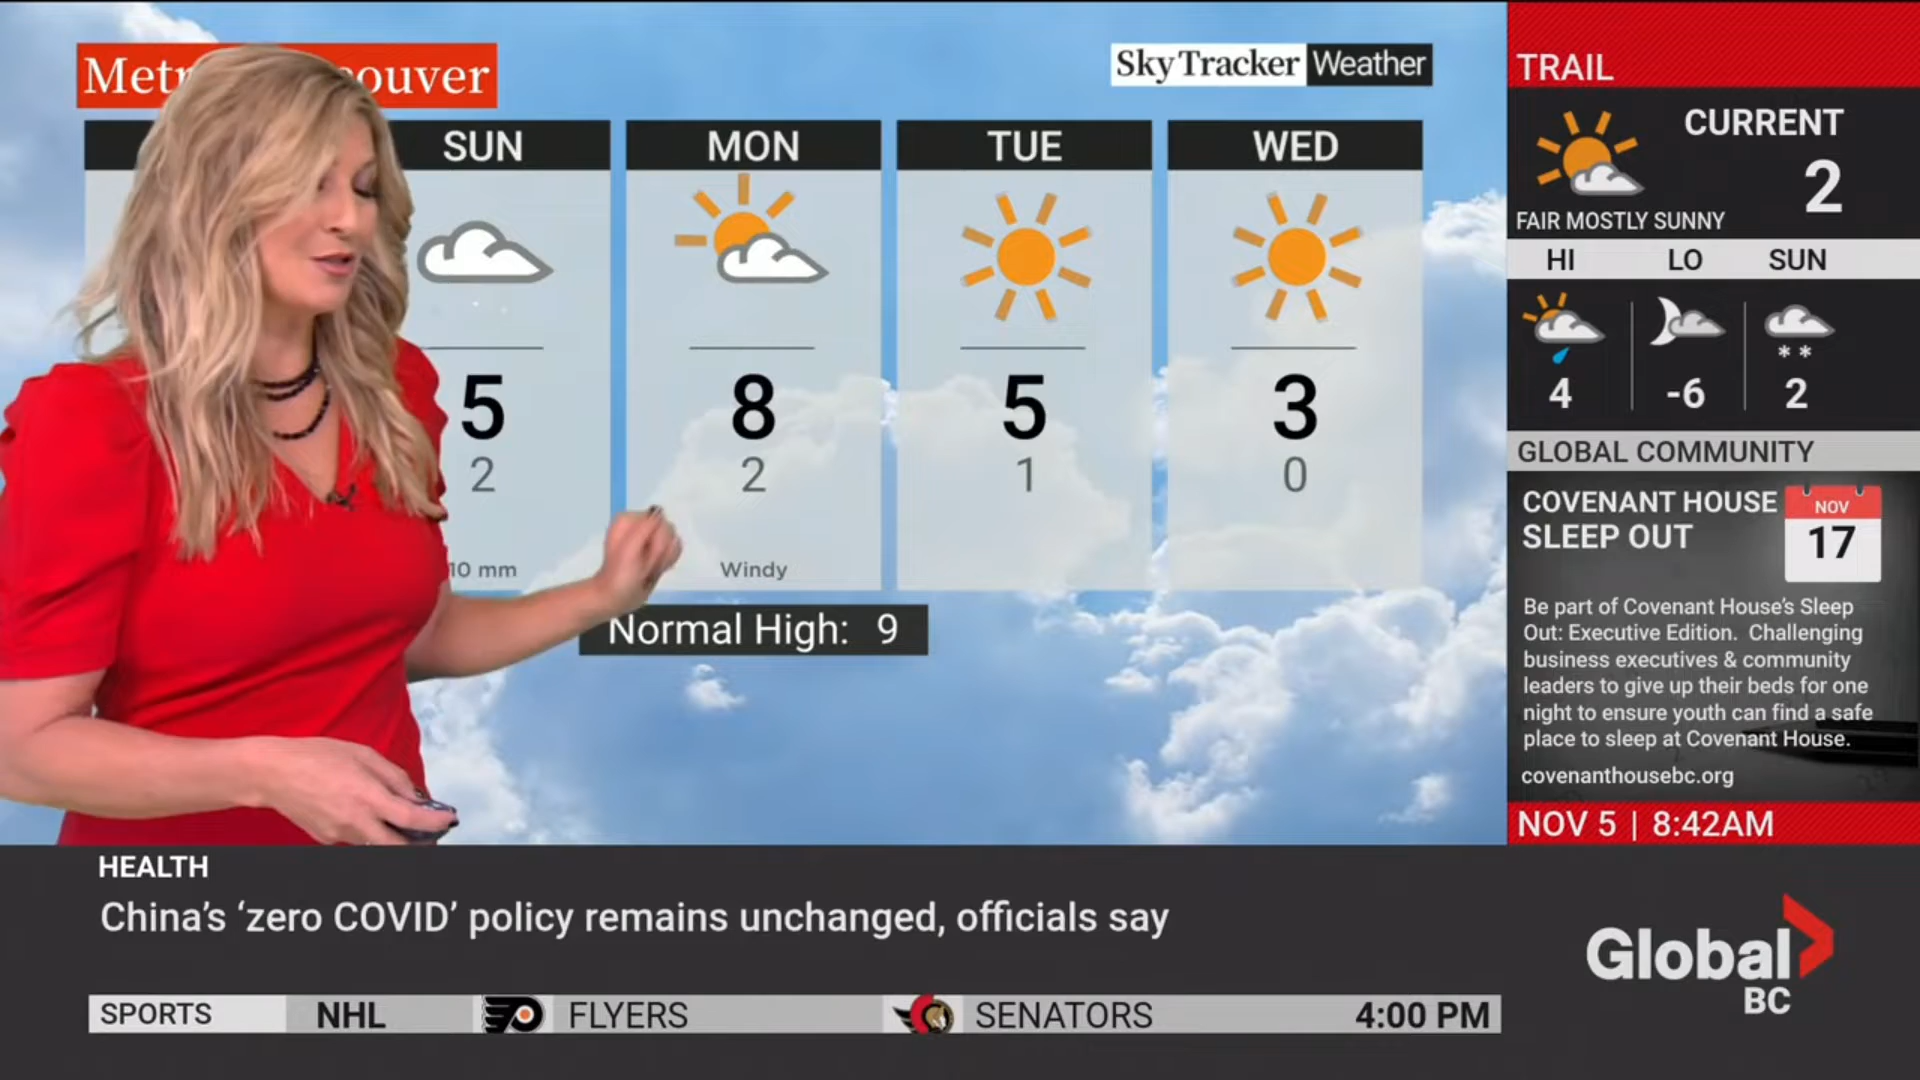 Met ouver
SkyTracker Weather
SUN
MON
TUE
WED
5
8
5
3
2
2
1
0
10 mm
Windy
Normal High: 9
TRAIL
CURRENT
2
FAIR MOSTLY SUNNY
HI LO SUN
4 -6 2
GLOBAL COMMUNITY
COVENANT HOUSE
SLEEP OUT
NOV
17
Be part of Covenant House's Sleep
Out: Executive Edition. Challenging
business executives & community
leaders to give up their beds for one
night to ensure youth can find a safe
place to sleep at Covenant House.
covenanthousebc.org
NOV 5 | 8:42AM
HEALTH
China's ‘zero COVID’ policy remains unchanged, officials say
SPORTS NHL FLYERS SENATORS 4:00 PM
Global
BC